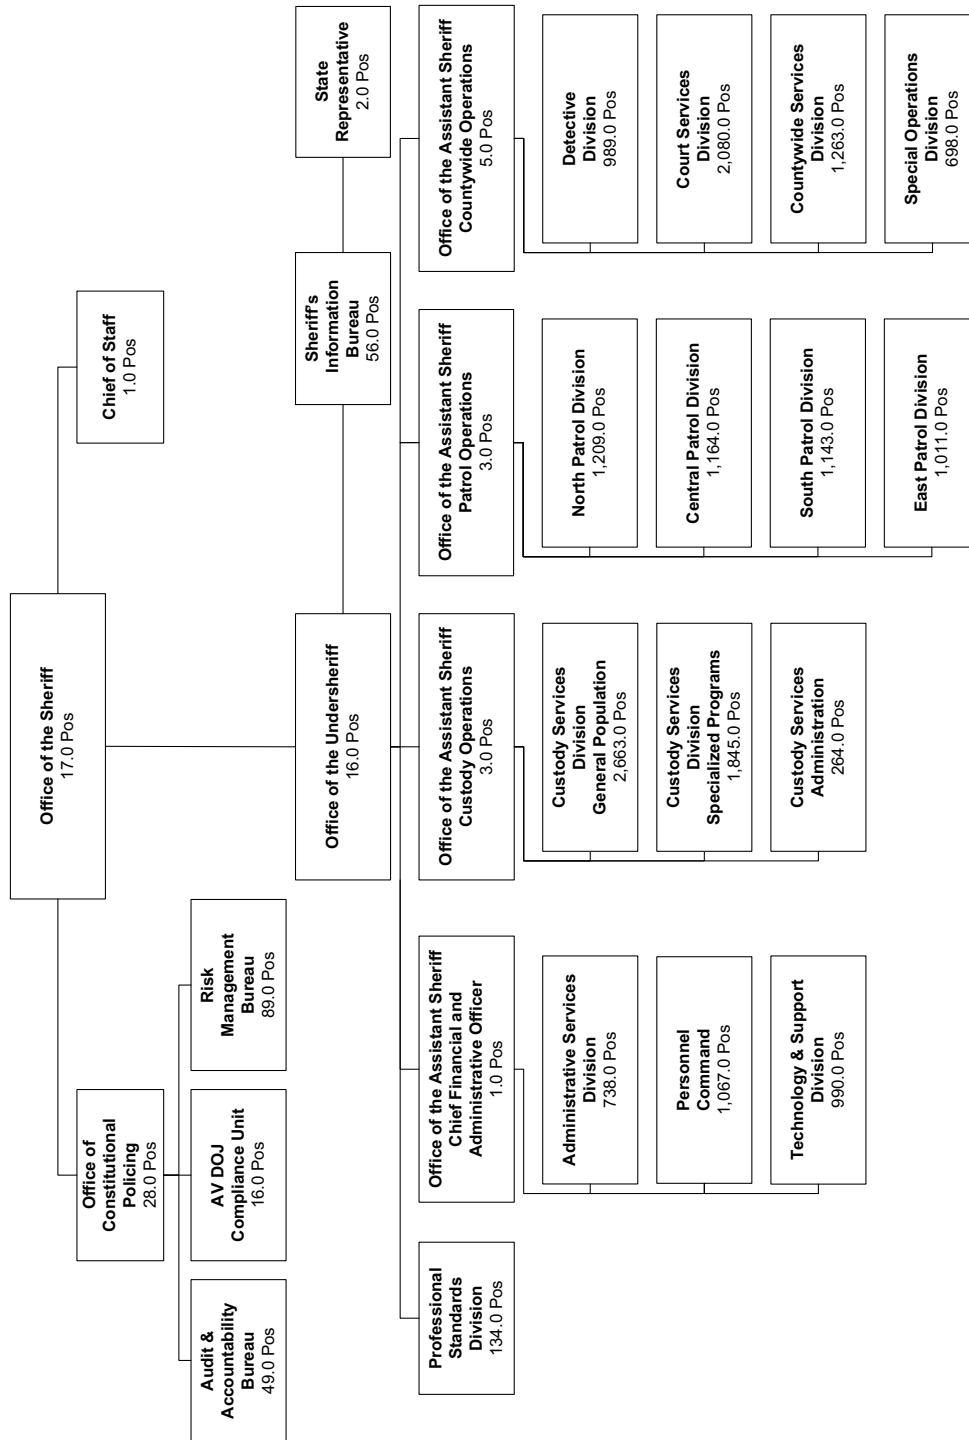 Office of the Sheriff
17.0 Pos
Office of
Constitutional
Policing
28.0 Pos
Chief of Staff
1.0 Pos
Audit &
Accountability
Bureau
49.0 Pos
AV DOJ
Compliance Unit
16.0 Pos
Risk
Management
Bureau
89.0 Pos
Office of the Undersheriff
16.0 Pos
Sheriff's
Information
Bureau
56.0 Pos
State
Representative
2.0 Pos
Professional
Standards
Division
134.0 Pos
Office of the Assistant Sheriff
Chief Financial and
Administrative Officer
1.0 Pos
Administrative Services
Division
738.0 Pos
Personnel
Command
1,067.0 Pos
Technology & Support
Division
990.0 Pos
Office of the Assistant Sheriff
Custody Operations
3.0 Pos
Custody Services
Division
General Population
2,663.0 Pos
Custody Services
Division
Specialized Programs
1,845.0 Pos
Custody Services
Administration
264.0 Pos
Office of the Assistant Sheriff
Patrol Operations
3.0 Pos
North Patrol Division
1,209.0 Pos
Central Patrol Division
1,164.0 Pos
South Patrol Division
1,143.0 Pos
East Patrol Division
1,011.0 Pos
Office of the Assistant Sheriff
Countywide Operations
5.0 Pos
Detective
Division
989.0 Pos
Court Services
Division
2,080.0 Pos
Countywide Services
Division
1,263.0 Pos
Special Operations
Division
698.0 Pos